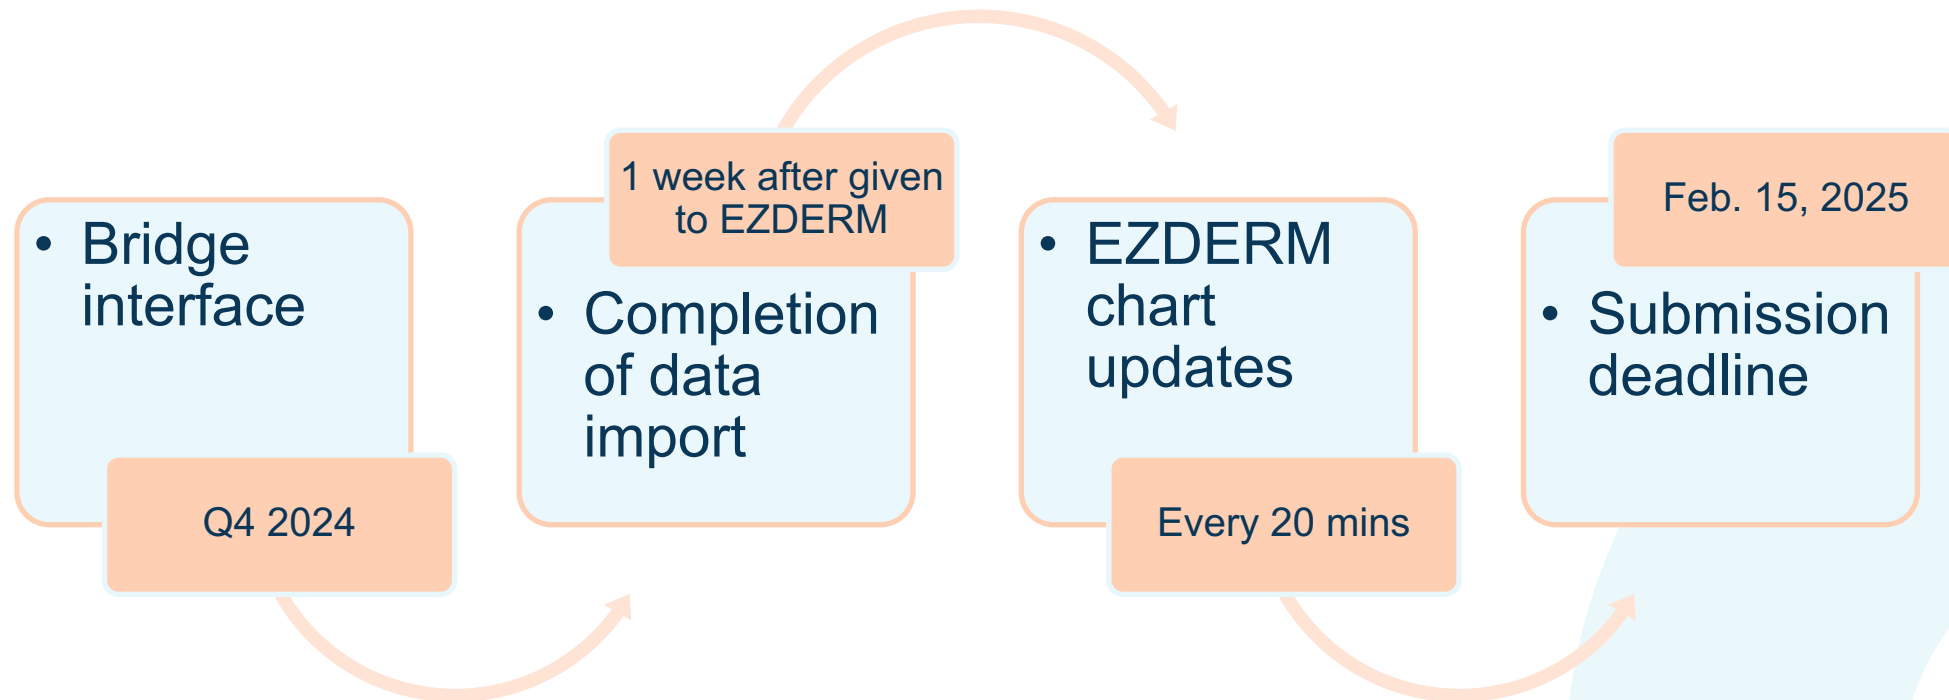 • Bridge
interface
Q4 2024
1 week after given
to EZDERM
• Completion
of data
import
• EZDERM
chart
updates
Every 20 mins
Feb. 15, 2025
• Submission
deadline